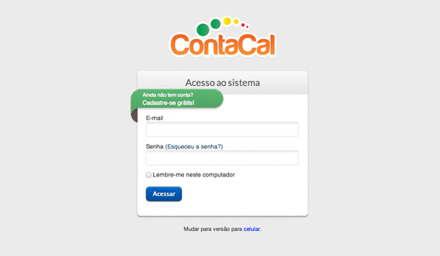 ContaCal
Acesso ao sistema
Ainda não tem conta?
Cadastre-se grátis!
E-mail
Senha (Esqueceu a senha?)
Lembre-me neste computador
Acessar
Mudar para versão para celular.